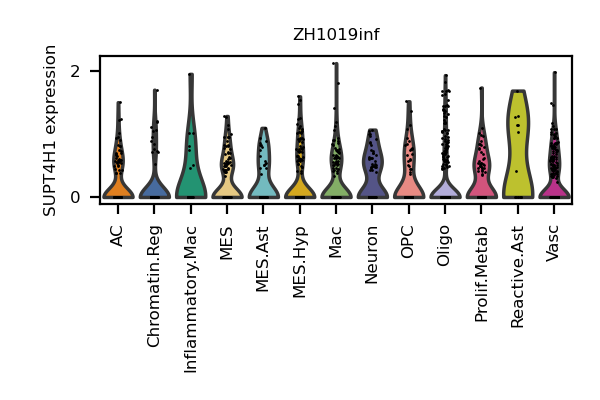 ZH1019inf
SUPT4H1 expression
2
0
AC
Chromatin.Reg
Inflammatory.Mac
MES
MES.Ast
MES.Hyp
Mac
Neuron
OPC
Oligo
Prolif.Metab
Reactive.Ast
Vasc